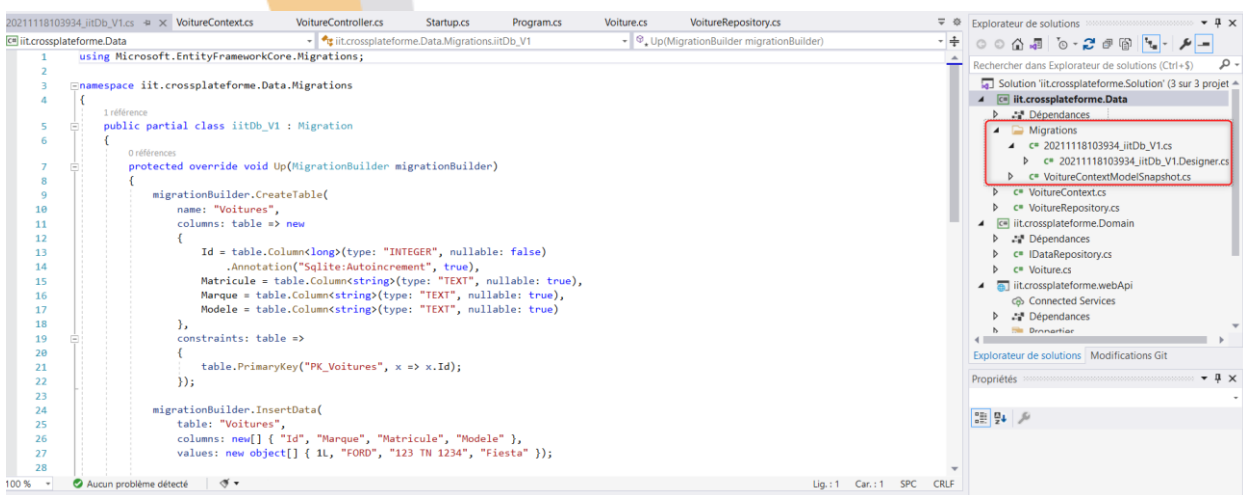 20211118103934_iitDb_V1.cs VoitureContext.cs VoitureController.cs Startup.cs Program.cs Voiture.cs VoitureRepository.cs
iit.crossplateforme.Data iit.crossplateforme.Data.Migrations.iitDb_V1 Up(MigrationBuilder migrationBuilder)
1 using Microsoft.EntityFrameworkCore.Migrations;
2
3 namespace iit.crossplateforme.Data.Migrations
4 {
1 référence
5 public partial class iitDb_V1 : Migration
6 {
0 références
7 protected override void Up(MigrationBuilder migrationBuilder)
8 {
9 migrationBuilder.CreateTable(
10 name: "Voitures",
11 columns: table => new
12 {
13 Id = table.Column<long>(type: "INTEGER", nullable: false)
14 .Annotation("Sqlite:Autoincrement", true),
15 Matricule = table.Column<string>(type: "TEXT", nullable: true),
16 Marque = table.Column<string>(type: "TEXT", nullable: true),
17 Modele = table.Column<string>(type: "TEXT", nullable: true)
18 },
19 constraints: table =>
20 {
21 table.PrimaryKey("PK_Voitures", x => x.Id);
22 });
23
24 migrationBuilder.InsertData(
25 table: "Voitures",
26 columns: new[] { "Id", "Marque", "Matricule", "Modele" },
27 values: new object[] { 1L, "FORD", "123 TN 1234", "Fiesta" });
28
100 % Aucun problème détecté Lig. : 1 Car. : 1 SPC CRLF
Explorateur de solutions
Rechercher dans Explorateur de solutions (Ctrl+$)
Solution 'iit.crossplateforme.Solution' (3 sur 3 projet
iit.crossplateforme.Data
Dépendances
Migrations
C# 20211118103934_iitDb_V1.cs
C# 20211118103934_iitDb_V1.Designer.cs
C# VoitureContextModelSnapshot.cs
C# VoitureContext.cs
C# VoitureRepository.cs
iit.crossplateforme.Domain
Dépendances
C# IDataRepository.cs
C# Voiture.cs
iit.crossplateforme.webApi
Connected Services
Dépendances
Explorateur de solutions Modifications Git
Propriétés